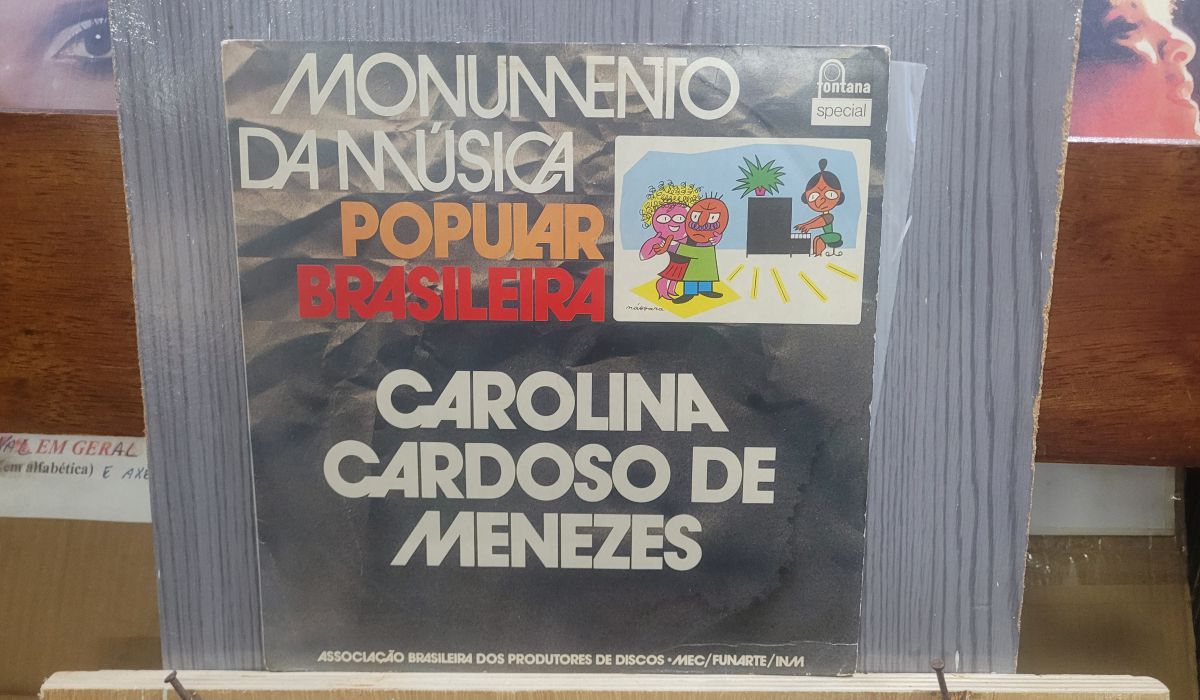 MONUMENTO
DA MÚSICA
POPULAR
BRASILEIRA
fontana
special
nássara
CAROLINA
CARDOSO DE
MENEZES
ASSOCIAÇÃO BRASILEIRA DOS PRODUTORES DE DISCOS • MEC/FUNARTE/INM
EM GERAL
em alfabética) E AXE